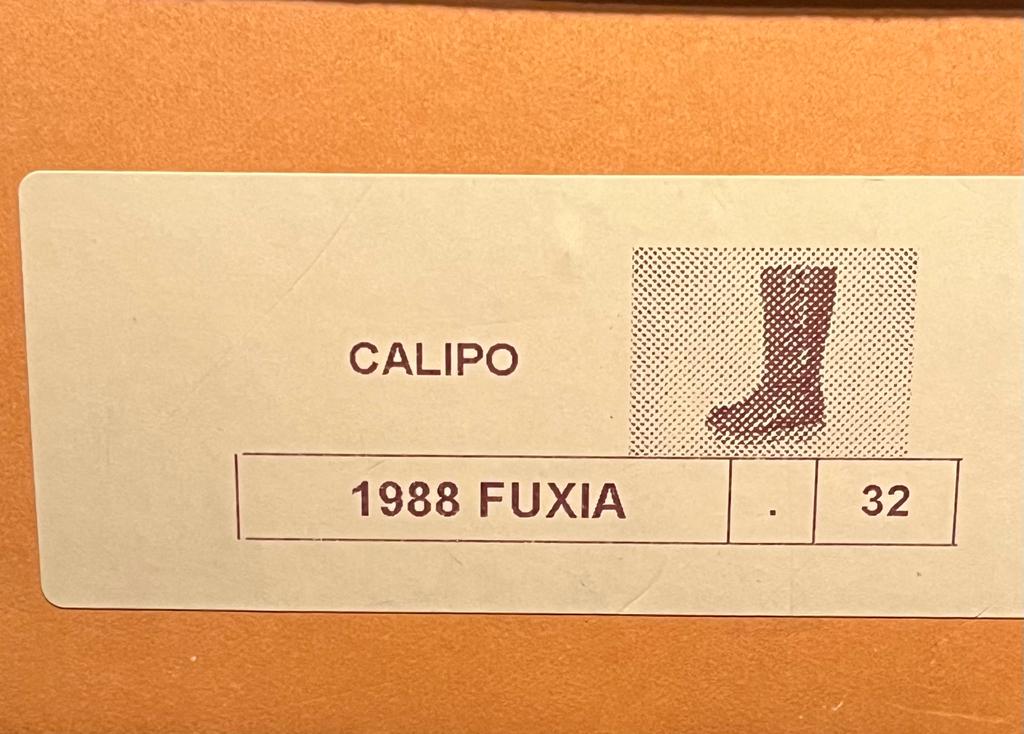 CALIPO
1988 FUXIA . 32